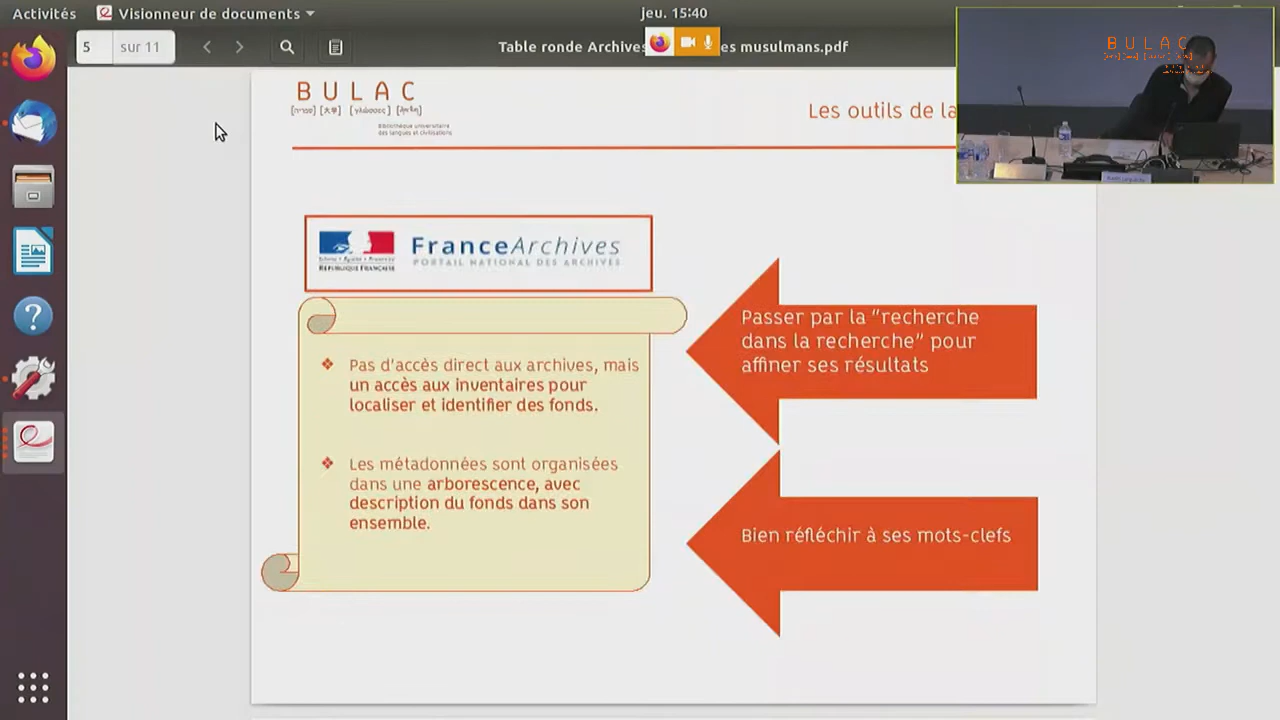 Activités
Visionneur de documents
jeu. 15:40
5
sur 11
Table ronde Archives
es musulmans.pdf
BULAC
Bibliothèque universitaire
des langues et civilisations
Les outils de la
BULAC
FranceArchives
RÉPUBLIQUE FRANÇAISE
PORTAIL NATIONAL DES ARCHIVES
❖ Pas d'accès direct aux archives, mais
un accès aux inventaires pour
localiser et identifier des fonds.
❖ Les métadonnées sont organisées
dans une arborescence, avec
description du fonds dans son
ensemble.
Passer par la "recherche
dans la recherche" pour
affiner ses résultats
Bien réfléchir à ses mots-clefs